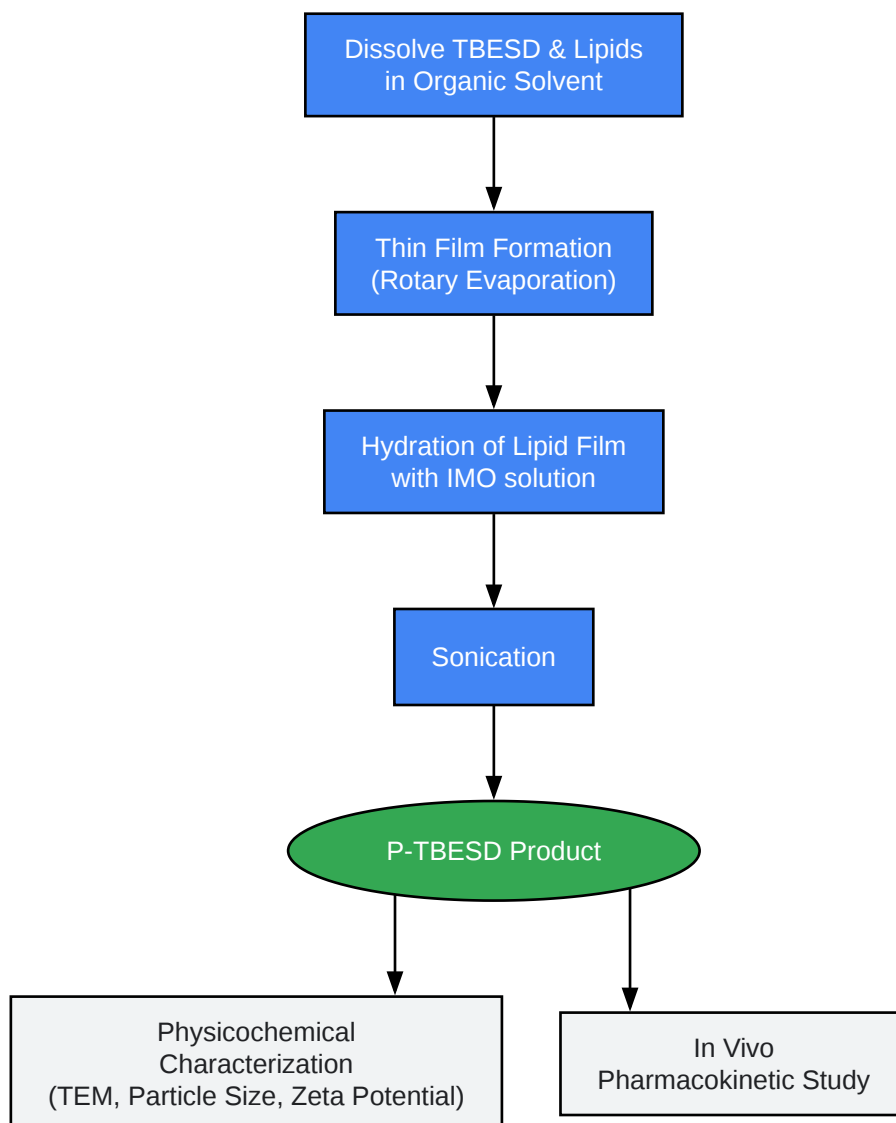 Dissolve TBESD & Lipids
in Organic Solvent
Thin Film Formation
(Rotary Evaporation)
Hydration of Lipid Film
with IMO solution
Sonication
P-TBESD Product
Physicochemical
Characterization
(TEM, Particle Size, Zeta Potential)
In Vivo
Pharmacokinetic Study